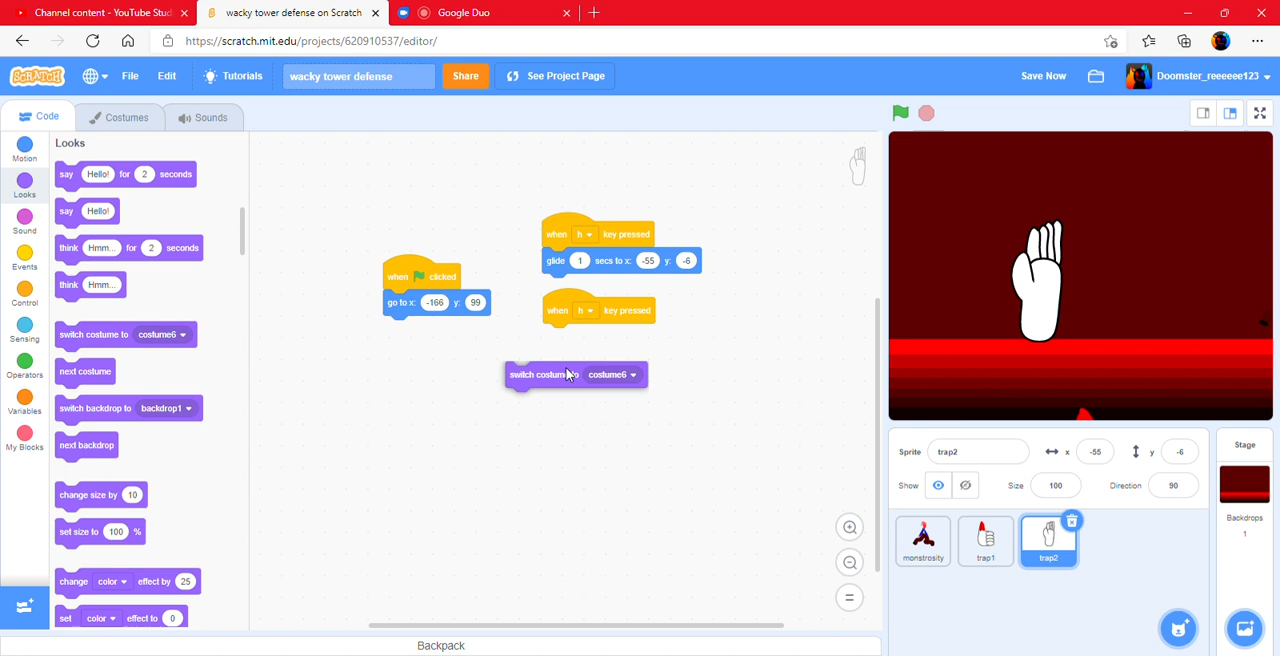 Channel content - YouTube Stud
wacky tower defense on Scratch
Google Duo
https://scratch.mit.edu/projects/620910537/editor/
SCRATCH
File
Edit
Tutorials
wacky tower defense
Share
See Project Page
Save Now
Doomster_reeeeee123
Code
Costumes
Sounds
Motion
Looks
Sound
Events
Control
Sensing
Operators
Variables
My Blocks
Looks
say Hello! for 2 seconds
say Hello!
think Hmm... for 2 seconds
think Hmm...
switch costume to costume6
next costume
switch backdrop to backdrop1
next backdrop
change size by 10
set size to 100 %
change color effect by 25
set color effect to 0
when clicked
go to x: -166 y: 99
when h key pressed
glide 1 secs to x: -55 y: -6
when h key pressed
switch costume to costume6
Backpack
Sprite trap2 x -55 y -6
Show Size 100 Direction 90
monstrosity
trap1
trap2
Stage
Backdrops
1